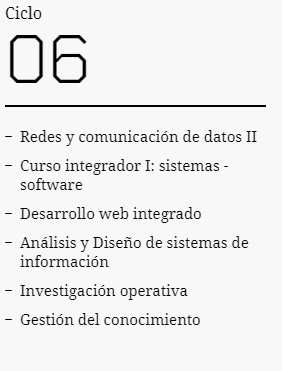 Ciclo
06
– Redes y comunicación de datos II
– Curso integrador I: sistemas -
software
– Desarrollo web integrado
– Análisis y Diseño de sistemas de
información
– Investigación operativa
– Gestión del conocimiento